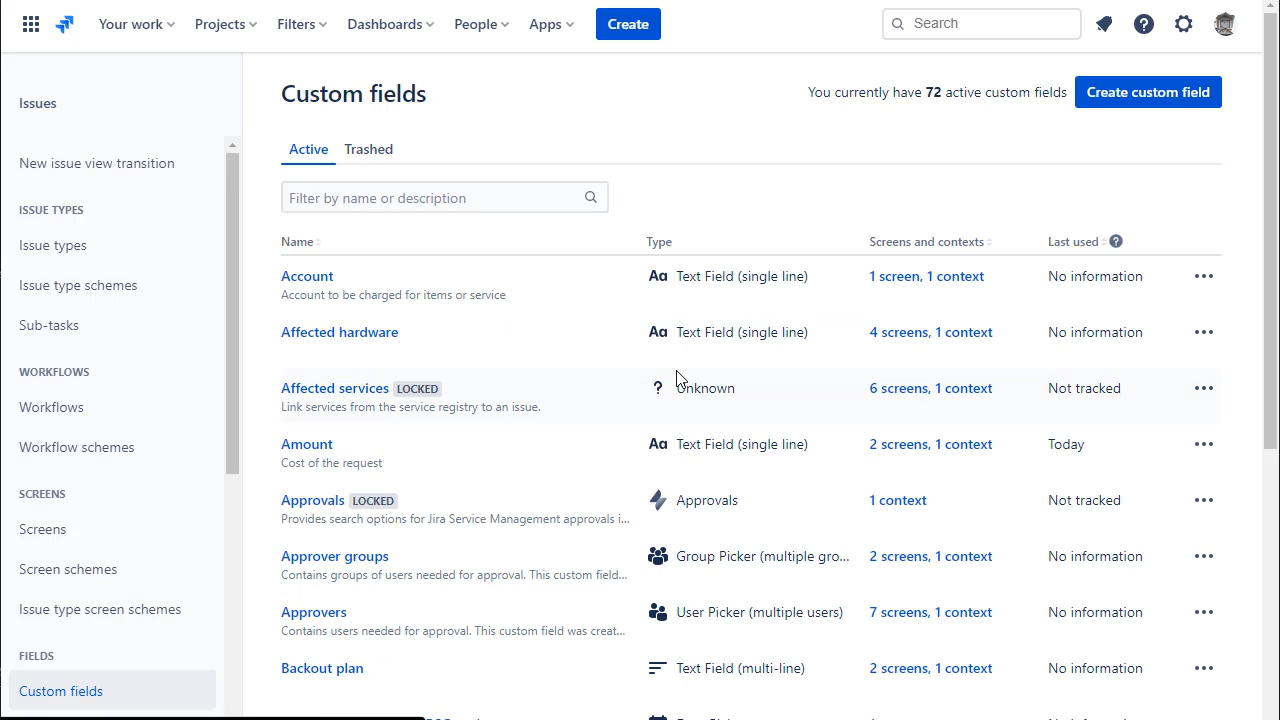 Your work Projects Filters Dashboards People Apps Create Search
Issues
New issue view transition
ISSUE TYPES
Issue types
Issue type schemes
Sub-tasks
WORKFLOWS
Workflows
Workflow schemes
SCREENS
Screens
Screen schemes
Issue type screen schemes
FIELDS
Custom fields
Custom fields
You currently have 72 active custom fields Create custom field
Active Trashed
Filter by name or description
Name Type Screens and contexts Last used
Account Aa Text Field (single line) 1 screen, 1 context No information
Account to be charged for items or service
Affected hardware Aa Text Field (single line) 4 screens, 1 context No information
Affected services LOCKED ? Unknown 6 screens, 1 context Not tracked
Link services from the service registry to an issue.
Amount Aa Text Field (single line) 2 screens, 1 context Today
Cost of the request
Approvals LOCKED Approvals 1 context Not tracked
Provides search options for Jira Service Management approvals i...
Approver groups Group Picker (multiple gro... 2 screens, 1 context No information
Contains groups of users needed for approval. This custom field...
Approvers User Picker (multiple users) 7 screens, 1 context No information
Contains users needed for approval. This custom field was creat...
Backout plan Text Field (multi-line) 2 screens, 1 context No information